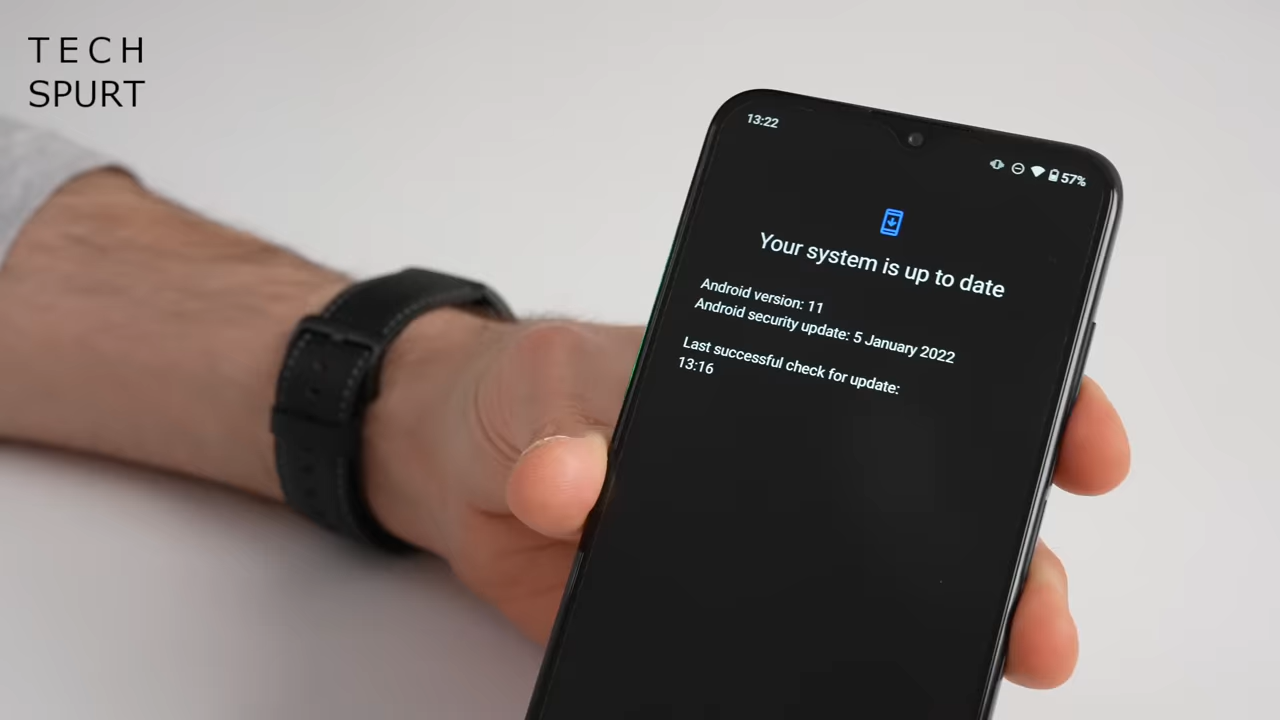 TECH
SPURT
13:22
57%
Your system is up to date
Android version: 11
Android security update: 5 January 2022
Last successful check for update:
13:16